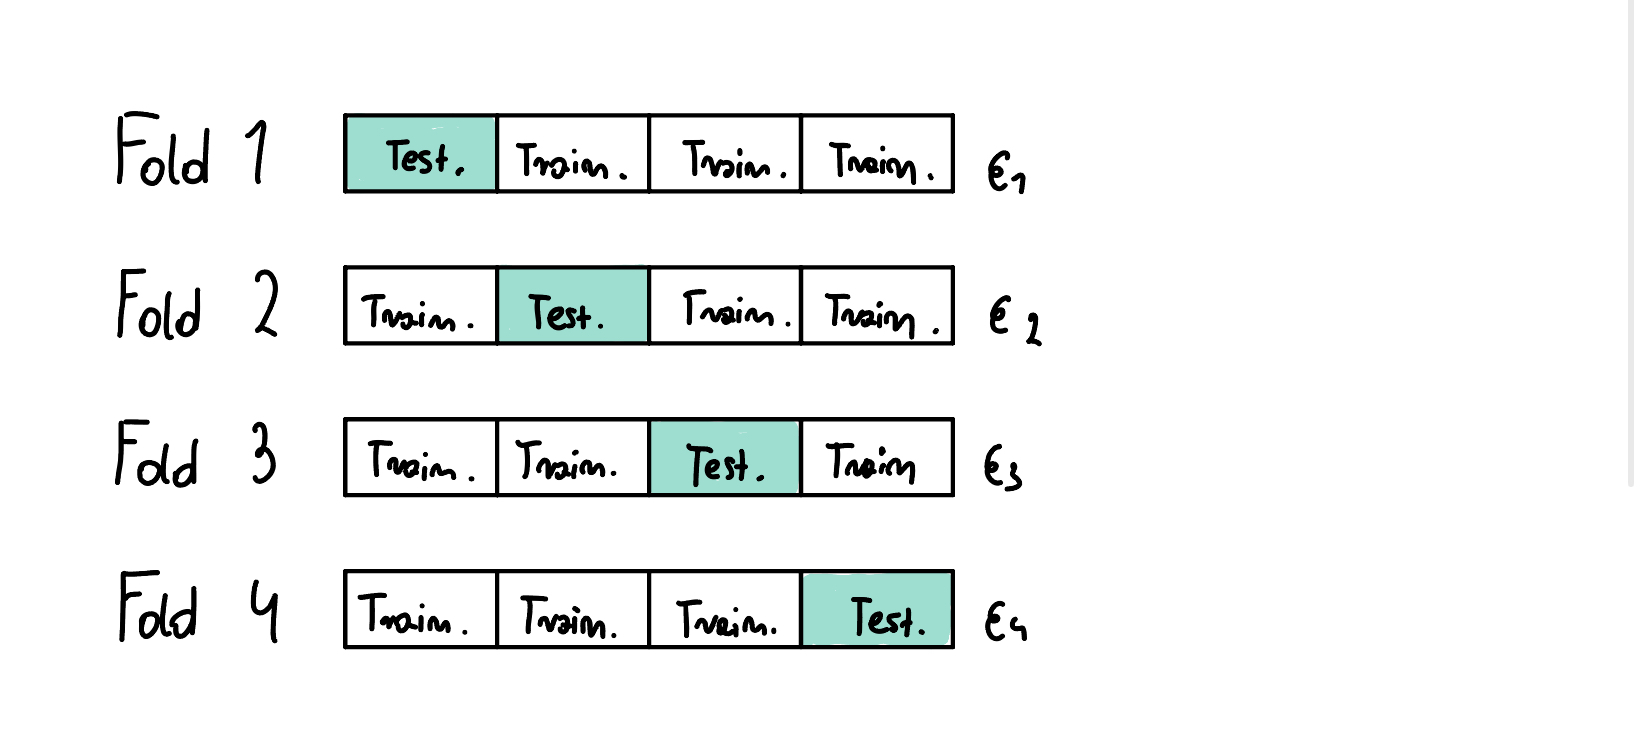 Fold 1 Test. Train. Train. Train. ϵ₁
Fold 2 Train. Test. Train. Train. ϵ₂
Fold 3 Train. Train. Test. Train ϵ₃
Fold 4 Train. Train. Train. Test. ϵ₄